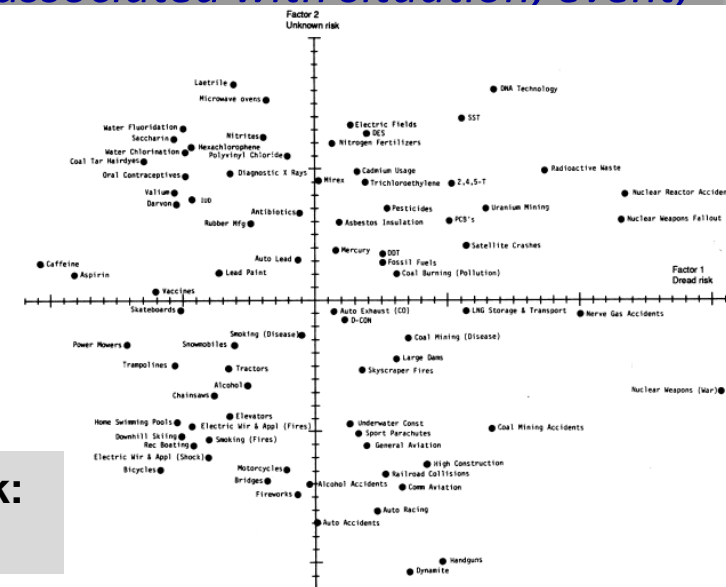 associated with situation, event,
Factor 2
Unknown risk
Laetrile
DNA Technology
Microwave ovens
SST
Water Fluoridation
Electric Fields
Saccharin
Nitrites
DES
Hexachlorophene
Nitrogen Fertilizers
Water Chlorination
Polyvinyl Chloride
Coal Tar Hairdyes
Diagnostic X Rays
Cadmium Usage
Radioactive Waste
Oral Contraceptives
Mirex
Trichloroethylene
2,4,5-T
Valium
Nuclear Reactor Acciden
Darvon
IUD
Antibiotics
Pesticides
Uranium Mining
Rubber Mfg
Asbestos Insulation
PCB's
Nuclear Weapons Fallout
Mercury
DDT
Satellite Crashes
Caffeine
Auto Lead
Fossil Fuels
Factor 1
Dread risk
Aspirin
Lead Paint
Coal Burning (Pollution)
Vaccines
Skateboards
Auto Exhaust (CO)
LNG Storage & Transport
Nerve Gas Accidents
D-CON
Smoking (Disease)
Coal Mining (Disease)
Power Mowers
Snowmobiles
Large Dams
Trampolines
Tractors
Skyscraper Fires
Alcohol
Nuclear Weapons (War)
Chainsaws
Elevators
Home Swimming Pools
Electric Wir & Appl (Fires)
Underwater Const
Coal Mining Accidents
Downhill Skiing
Smoking (Fires)
Sport Parachutes
Rec Boating
General Aviation
Electric Wir & Appl (Shock)
High Construction
Bicycles
Motorcycles
Railroad Collisions
Bridges
Alcohol Accidents
Comm Aviation
Fireworks
k:
Auto Racing
Auto Accidents
Handguns
Dynamite